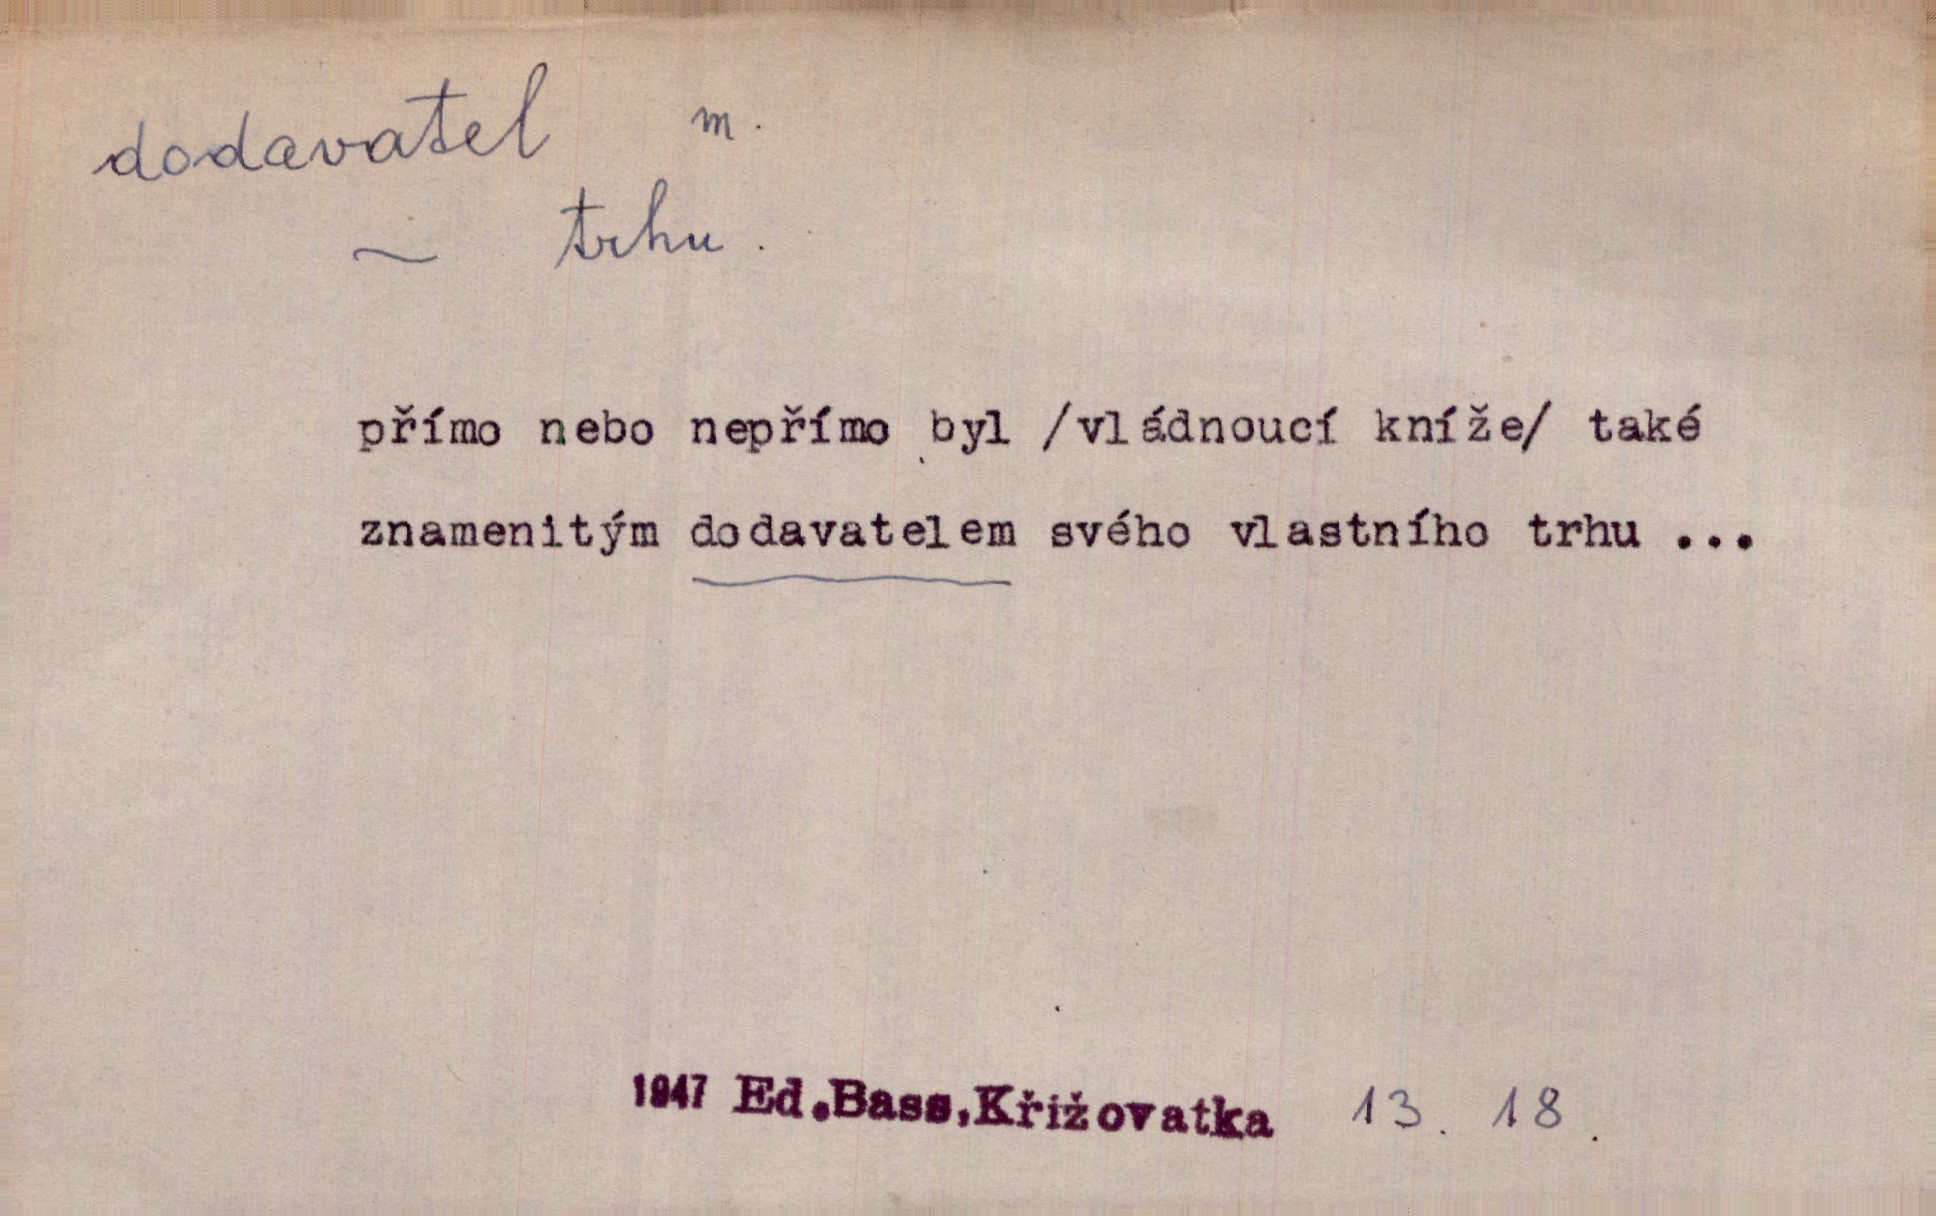 dodavatel m.
~ trhu.
přímo nebo nepřímo byl /vládnoucí kníže/ také
znamenitým dodavatelem svého vlastního trhu ...
1947 Ed.Bass,Křižovatka 13. 18.